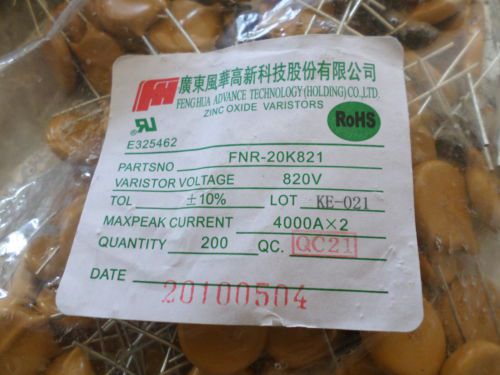 廣東風華高新科技股份有限公司
FENG HUA ADVANCE TECHNOLOGY(HOLDING) CO.,LTD.
ZINC OXIDE VARISTORS
RoHS
E325462
PARTSNO FNR-20K821
VARISTOR VOLTAGE 820V
TOL ±10% LOT KE-021
MAXPEAK CURRENT 4000A×2
QUANTITY 200 QC. QC21
DATE 20100504